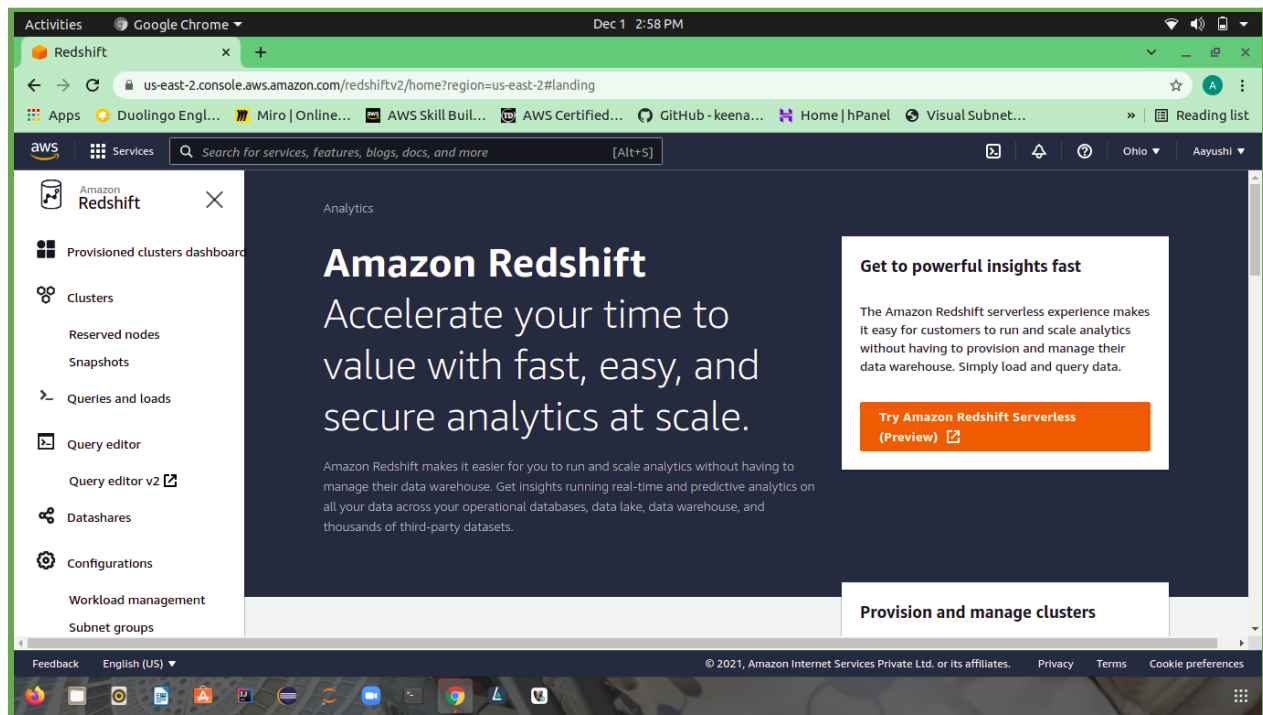 Activities Google Chrome Dec 1 2:58 PM
Redshift
us-east-2.console.aws.amazon.com/redshiftv2/home?region=us-east-2#landing
A
Apps Duolingo Engl... Miro | Online... AWS Skill Buil... AWS Certified... GitHub - keena... Home | hPanel Visual Subnet... » Reading list
aws Services Search for services, features, blogs, docs, and more [Alt+S] Ohio Aayushi
Amazon
Redshift
Provisioned clusters dashboard
Clusters
Reserved nodes
Snapshots
Queries and loads
Query editor
Query editor v2
Datashares
Configurations
Workload management
Subnet groups
Analytics
Amazon Redshift
Accelerate your time to
value with fast, easy, and
secure analytics at scale.
Amazon Redshift makes it easier for you to run and scale analytics without having to
manage their data warehouse. Get insights running real-time and predictive analytics on
all your data across your operational databases, data lake, data warehouse, and
thousands of third-party datasets.
Get to powerful insights fast
The Amazon Redshift serverless experience makes
it easy for customers to run and scale analytics
without having to provision and manage their
data warehouse. Simply load and query data.
Try Amazon Redshift Serverless
(Preview)
Provision and manage clusters
Feedback English (US) © 2021, Amazon Internet Services Private Ltd. or its affiliates. Privacy Terms Cookie preferences